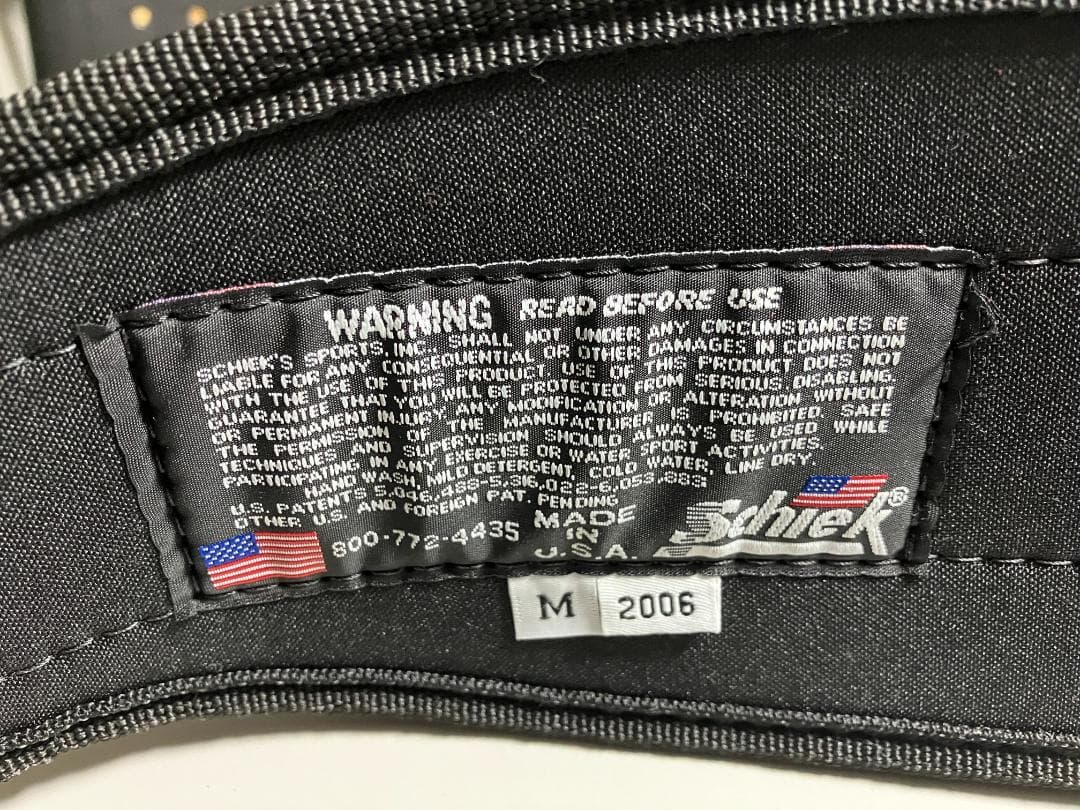 WARNING READ BEFORE USE
SCHIEK'S SPORTS, INC. SHALL NOT UNDER ANY CIRCUMSTANCES BE
LIABLE FOR ANY CONSEQUENTIAL OR OTHER DAMAGES IN CONNECTION
WITH THE USE OF THIS PRODUCT USE OF THIS PRODUCT DOES NOT
GUARANTEE THAT YOU WILL BE PROTECTED FROM SERIOUS, DISABLING,
OR PERMANENT INJURY ANY MODIFICATION OR ALTERATION WITHOUT
THE PERMISSION OF THE MANUFACTURER IS PROHIBITED. SAFE
TECHNIQUES AND SUPERVISION SHOULD ALWAYS BE USED WHILE
PARTICIPATING IN ANY EXERCISE OR WATER SPORT ACTIVITIES.
HAND WASH, MILD DETERGENT, COLD WATER, LINE DRY.
U.S. PATENTS 5,046,488-5,316,022-6,053,883
OTHER U.S. AND FOREIGN PAT. PENDING
800-772-4435
MADE
IN
U.S.A.
Schiek®
M 2006